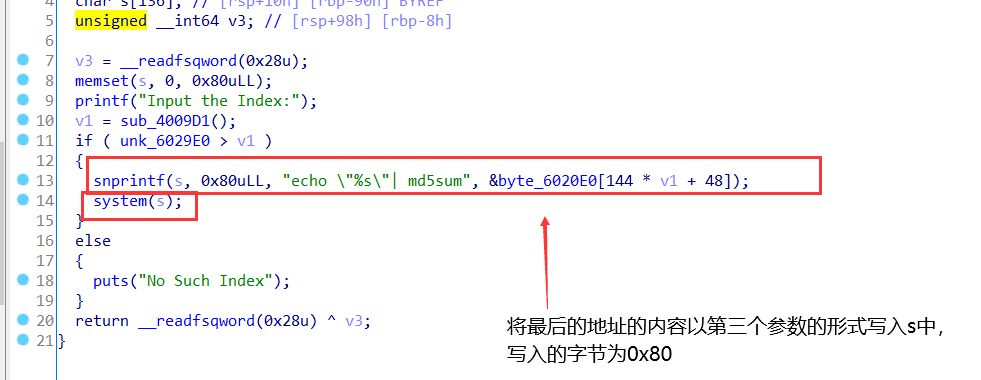 4 char s[136]; // [rsp+10h] [rbp-90h] BYREF
5 unsigned __int64 v3; // [rsp+98h] [rbp-8h]
6
7 v3 = __readfsqword(0x28u);
8 memset(s, 0, 0x80uLL);
9 printf("Input the Index:");
10 v1 = sub_4009D1();
11 if ( unk_6029E0 > v1 )
12 {
13 snprintf(s, 0x80uLL, "echo \"%s\"| md5sum", &byte_6020E0[144 * v1 + 48]);
14 system(s);
15 }
16 else
17 {
18 puts("No Such Index");
19 }
20 return __readfsqword(0x28u) ^ v3;
21 }
将最后的地址的内容以第三个参数的形式写入s中,
写入的字节为0x80